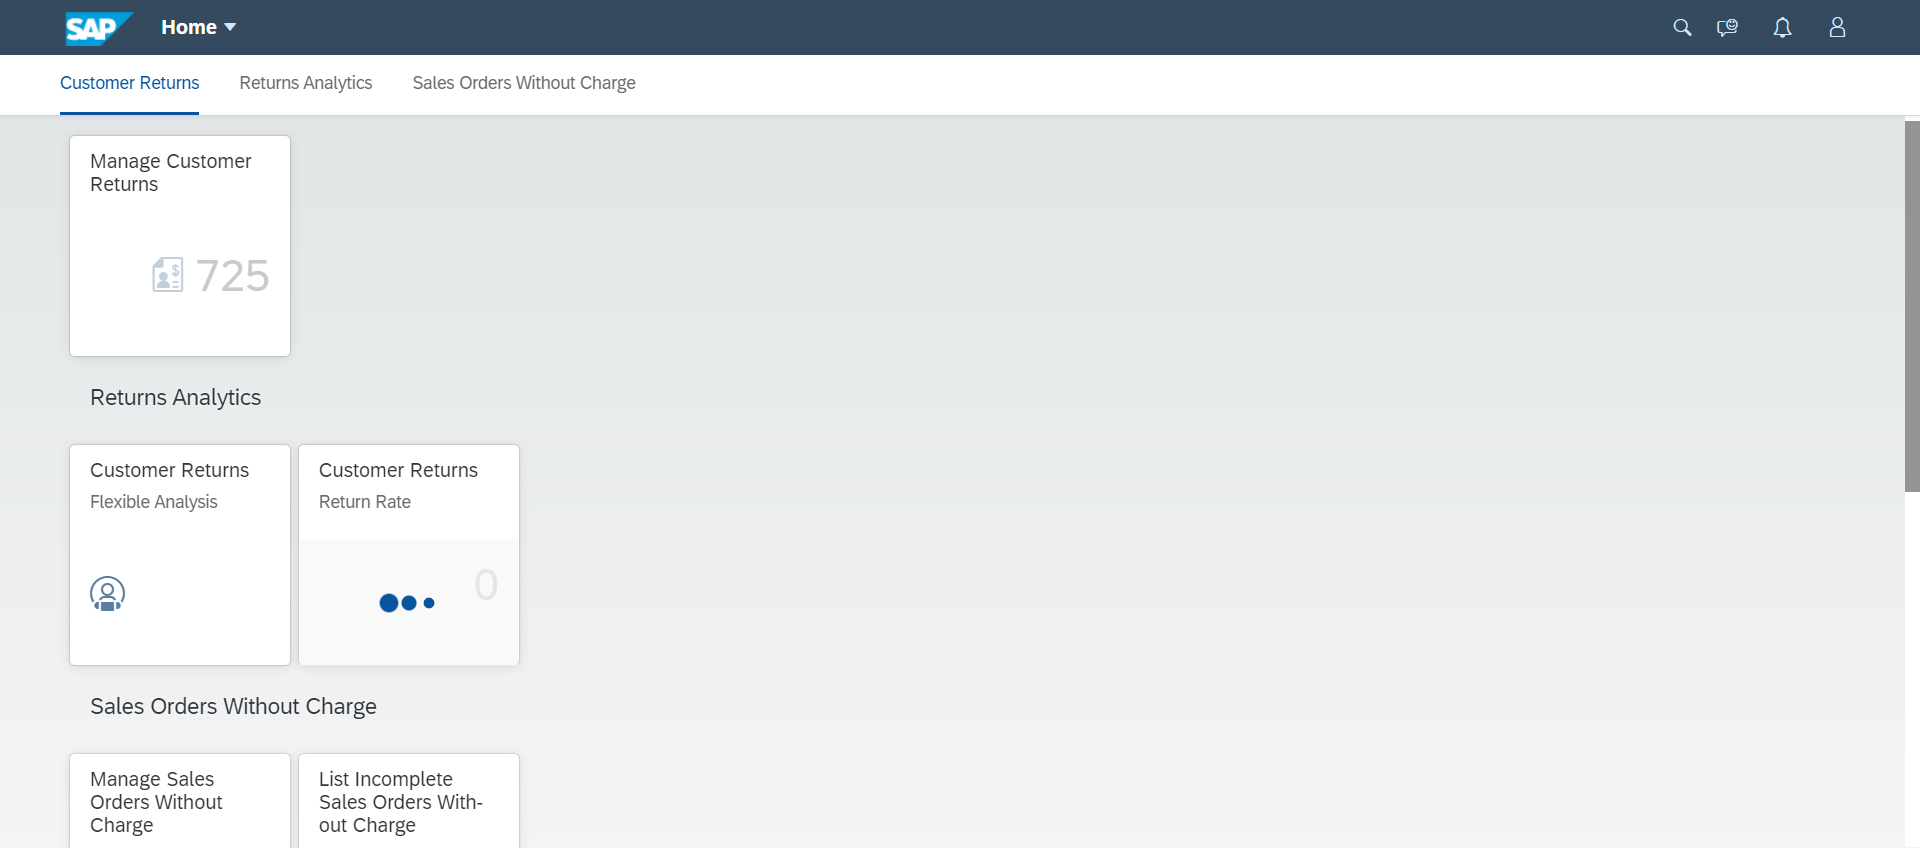 SAP Home
Customer Returns Returns Analytics Sales Orders Without Charge
Manage Customer
Returns
725
Returns Analytics
Customer Returns
Flexible Analysis
Customer Returns
Return Rate
0
Sales Orders Without Charge
Manage Sales
Orders Without
Charge
List Incomplete
Sales Orders With-
out Charge